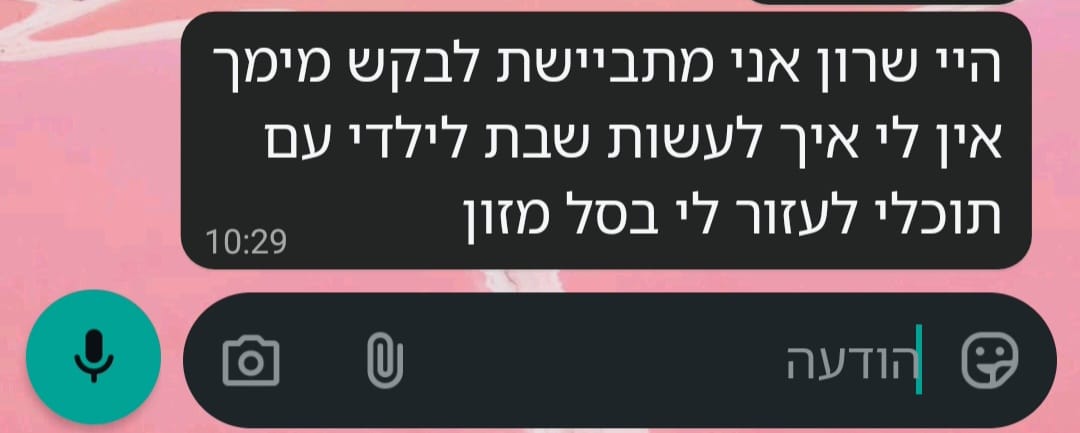 היי שרון אני מתביישת לבקש מימך
אין לי איך לעשות שבת לילדי עם
תוכלי לעזור לי בסל מזון
10:29
הודעה